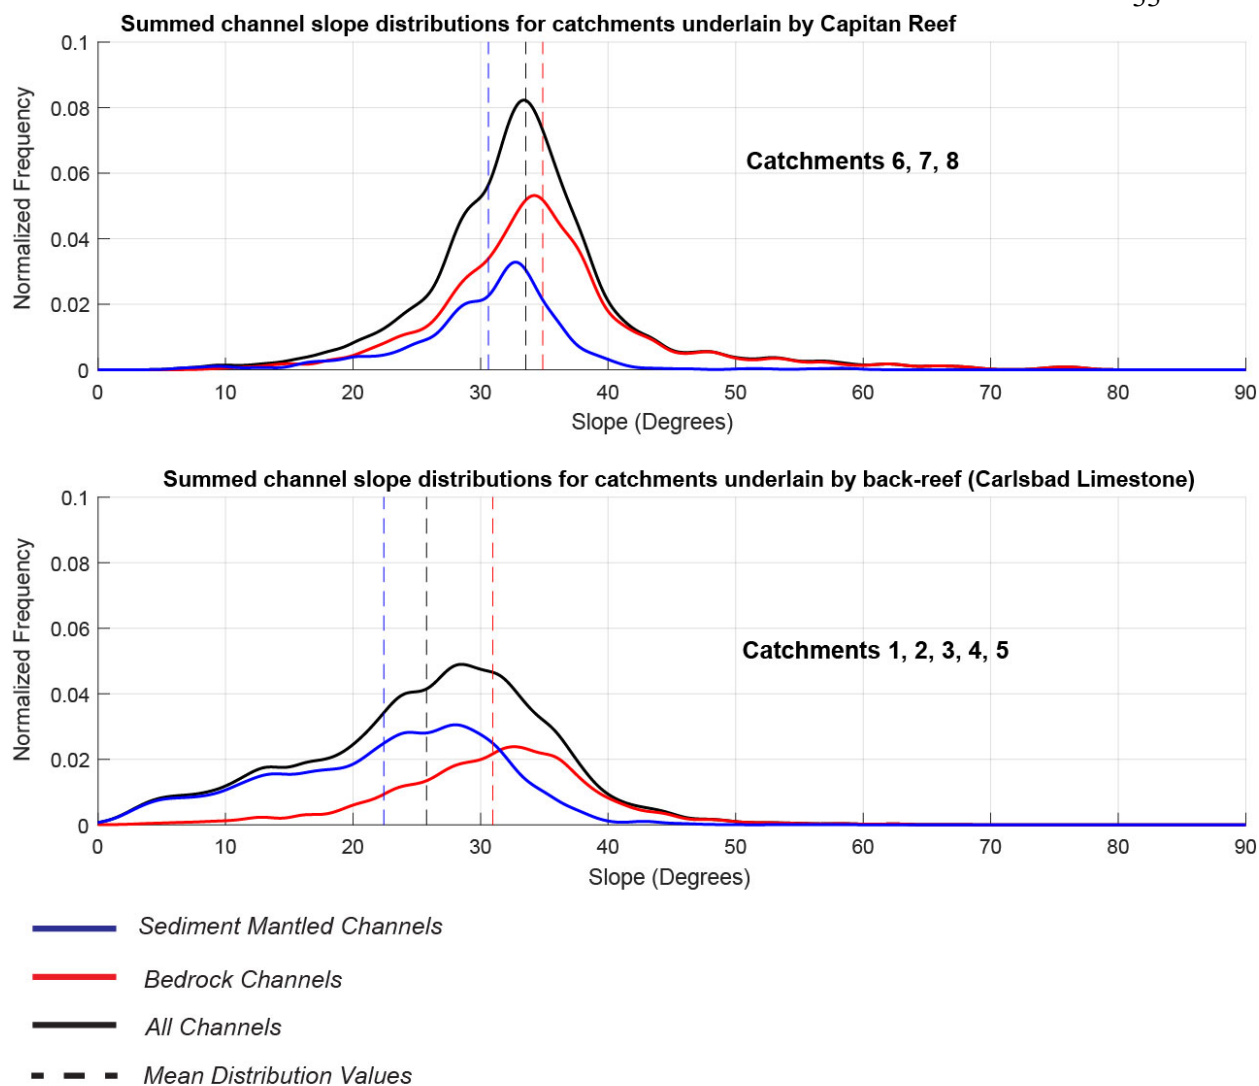 Summed channel slope distributions for catchments underlain by Capitan Reef
0.1
0.08
0.06
0.04
0.02
0
Normalized Frequency
Catchments 6, 7, 8
0 10 20 30 40 50 60 70 80 90
Slope (Degrees)
Summed channel slope distributions for catchments underlain by back-reef (Carlsbad Limestone)
0.1
0.08
0.06
0.04
0.02
0
Normalized Frequency
Catchments 1, 2, 3, 4, 5
0 10 20 30 40 50 60 70 80 90
Slope (Degrees)
Sediment Mantled Channels
Bedrock Channels
All Channels
Mean Distribution Values